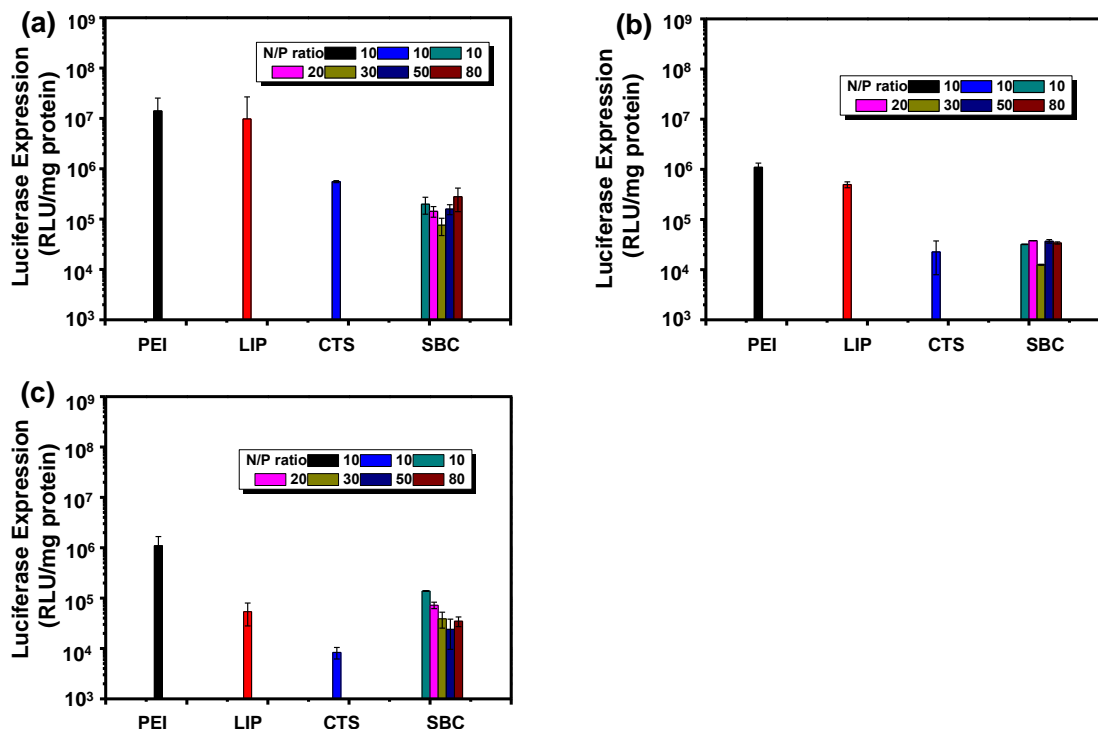 (a)
Luciferase Expression
(RLU/mg protein)
10⁹
10⁸
10⁷
10⁶
10⁵
10⁴
10³
N/P ratio 10 10 10
20 30 50 80
PEI LIP CTS SBC
(b)
Luciferase Expression
(RLU/mg protein)
10⁹
10⁸
10⁷
10⁶
10⁵
10⁴
10³
N/P ratio 10 10 10
20 30 50 80
PEI LIP CTS SBC
(c)
Luciferase Expression
(RLU/mg protein)
10⁹
10⁸
10⁷
10⁶
10⁵
10⁴
10³
N/P ratio 10 10 10
20 30 50 80
PEI LIP CTS SBC